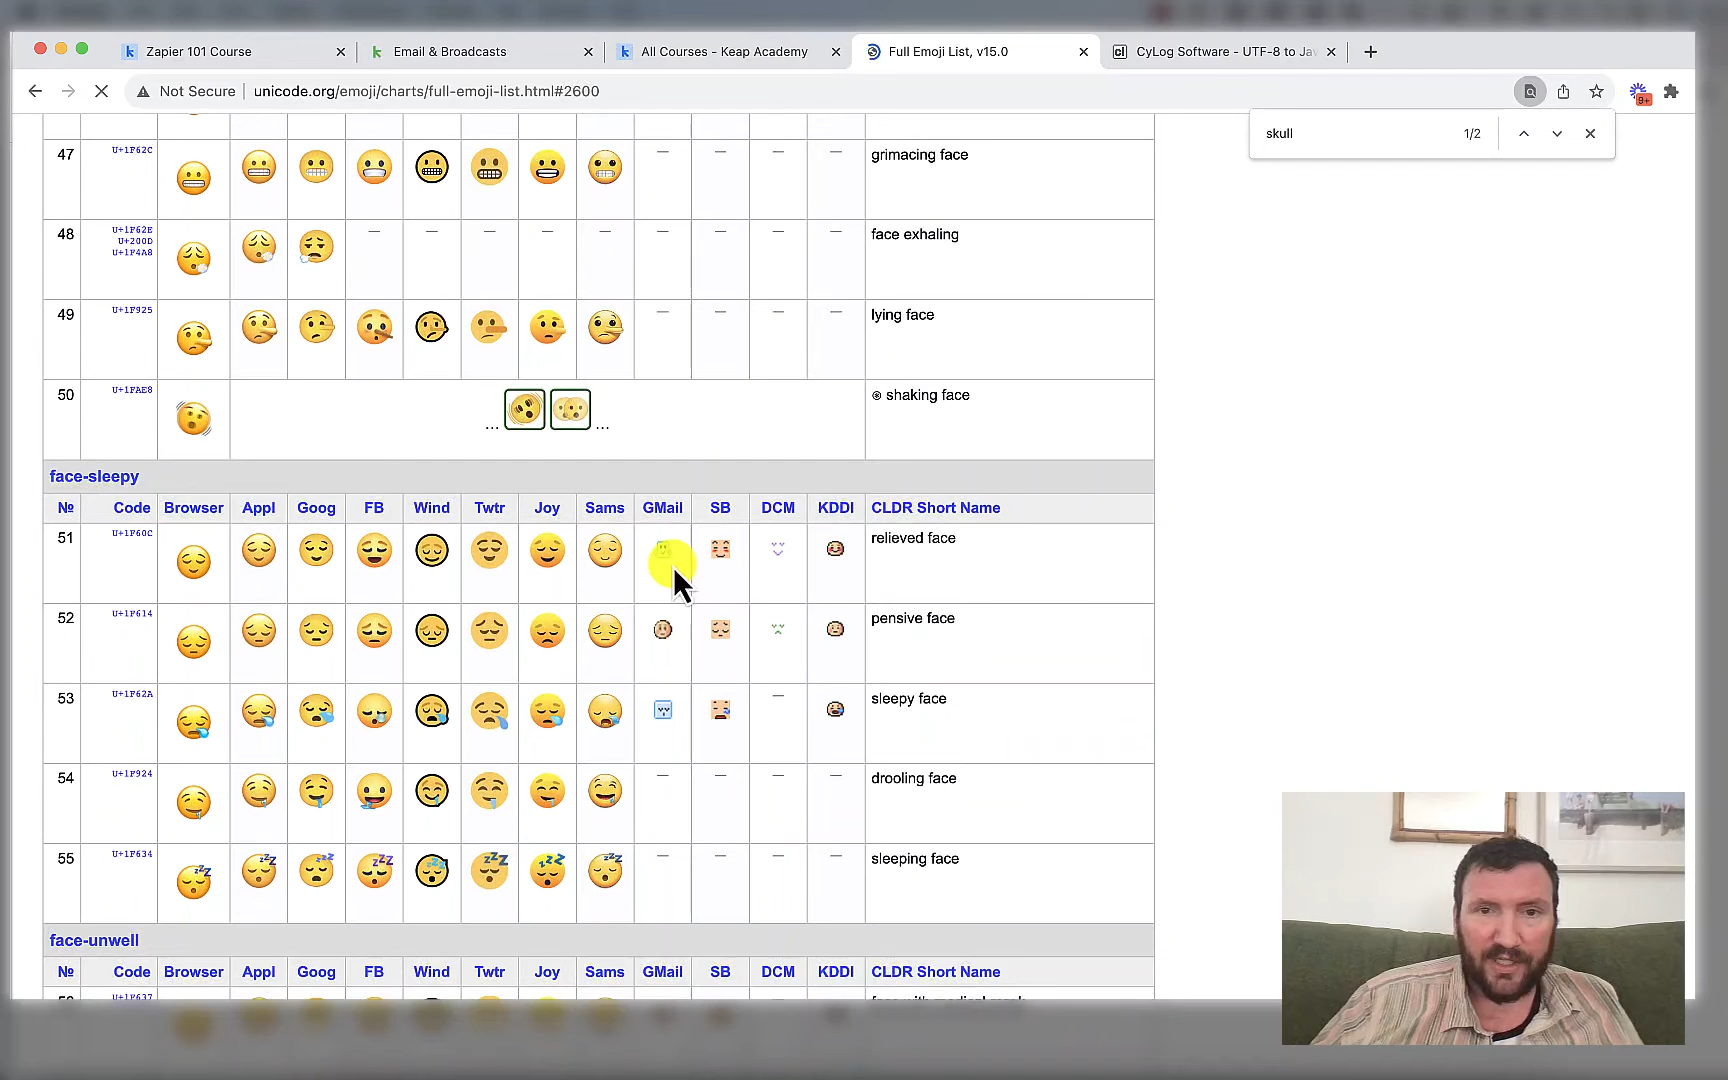 Zapier 101 Course
Email & Broadcasts
All Courses - Keap Academy
Full Emoji List, v15.0
CyLog Software - UTF-8 to Ja
Not Secure
unicode.org/emoji/charts/full-emoji-list.html#2600
9+
skull
1/2
47 U+1F62C — — — — grimacing face
48 U+1F62E — — — — — — — — — face exhaling
U+200D
U+1F4A8
49 U+1F925 — — — — lying face
50 U+1FAE8 … … ⊛ shaking face
face-sleepy
№ Code Browser Appl Goog FB Wind Twtr Joy Sams GMail SB DCM KDDI CLDR Short Name
51 U+1F60C relieved face
52 U+1F614 pensive face
53 U+1F62A — sleepy face
54 U+1F924 — — — — drooling face
55 U+1F634 — — — — sleeping face
face-unwell
№ Code Browser Appl Goog FB Wind Twtr Joy Sams GMail SB DCM KDDI CLDR Short Name
U+1F637